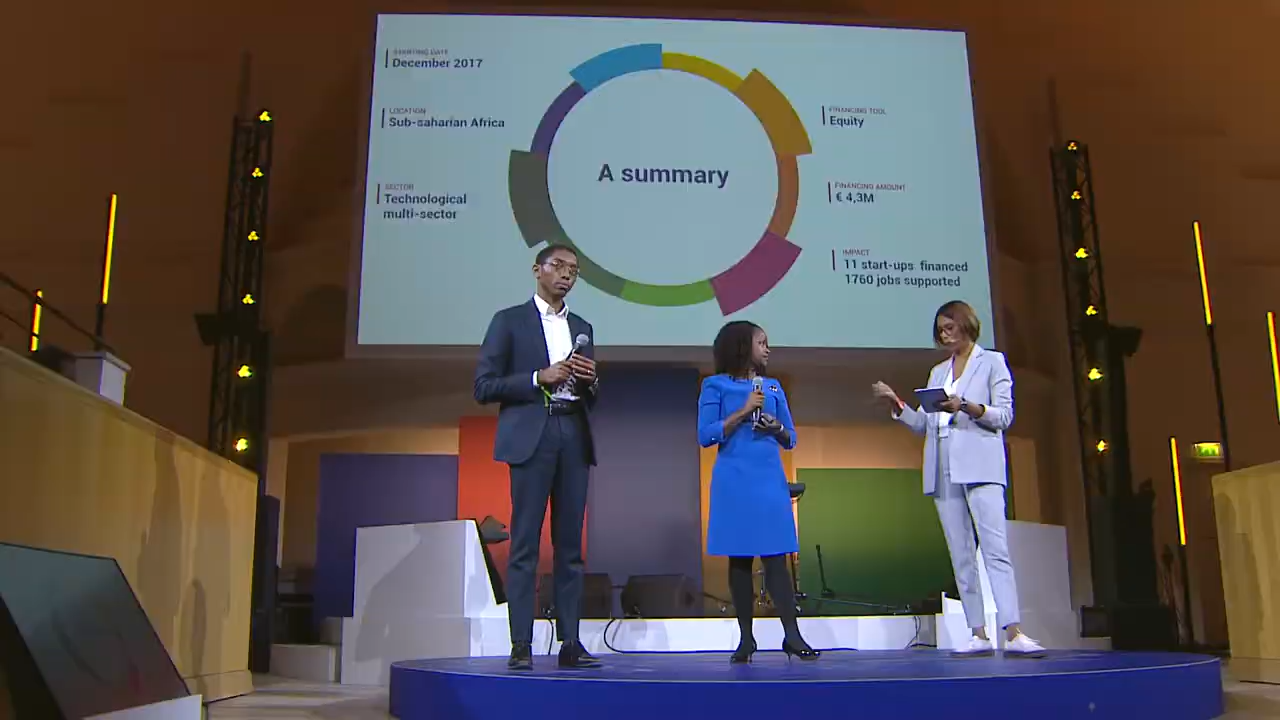 STARTING DATE
December 2017
LOCATION
Sub-saharian Africa
SECTOR
Technological
multi-sector
A summary
FINANCING TOOL
Equity
FINANCING AMOUNT
€ 4,3M
IMPACT
11 start-ups financed
1760 jobs supported